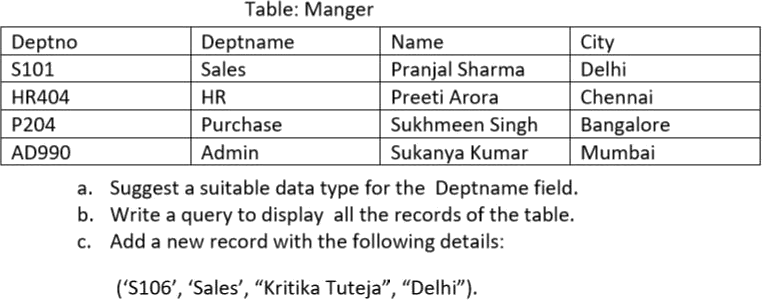 Table: Manger
Deptno Deptname Name City
S101 Sales Pranjal Sharma Delhi
HR404 HR Preeti Arora Chennai
P204 Purchase Sukhmeen Singh Bangalore
AD990 Admin Sukanya Kumar Mumbai
a. Suggest a suitable data type for the Deptname field.
b. Write a query to display all the records of the table.
c. Add a new record with the following details:
(‘S106’, ‘Sales’, “Kritika Tuteja”, “Delhi”).